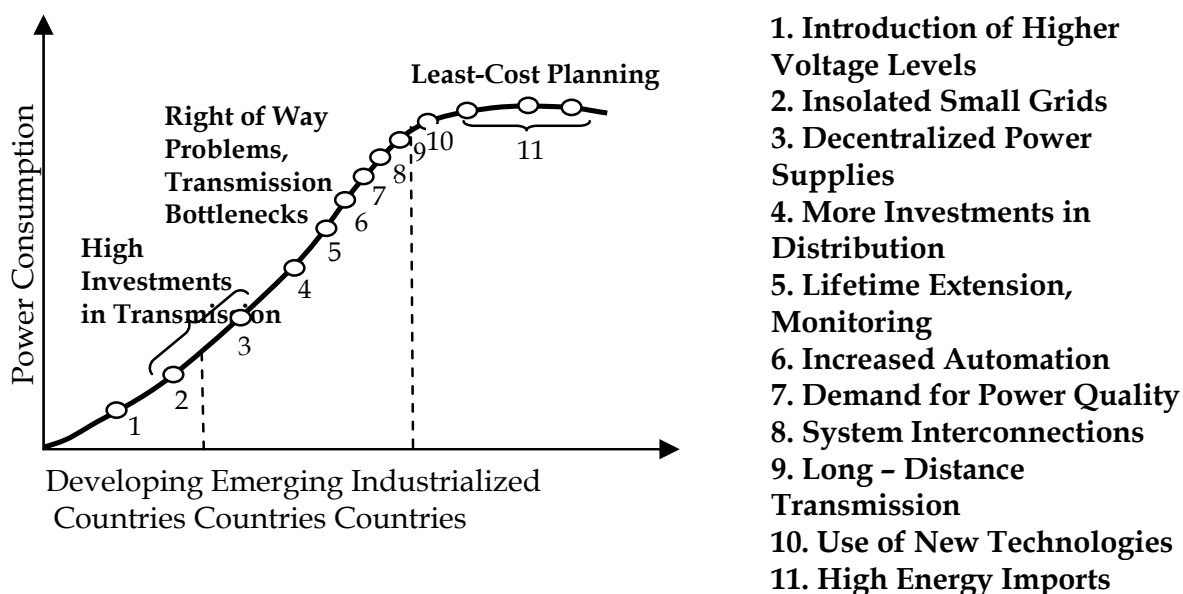 Power Consumption
Least-Cost Planning
Right of Way
Problems,
Transmission
Bottlenecks
High
Investments
in Transmission
1
2
3
4
5
6
7
8
9
10
11
Developing Emerging Industrialized
Countries Countries Countries
1. Introduction of Higher
Voltage Levels
2. Insolated Small Grids
3. Decentralized Power
Supplies
4. More Investments in
Distribution
5. Lifetime Extension,
Monitoring
6. Increased Automation
7. Demand for Power Quality
8. System Interconnections
9. Long – Distance
Transmission
10. Use of New Technologies
11. High Energy Imports